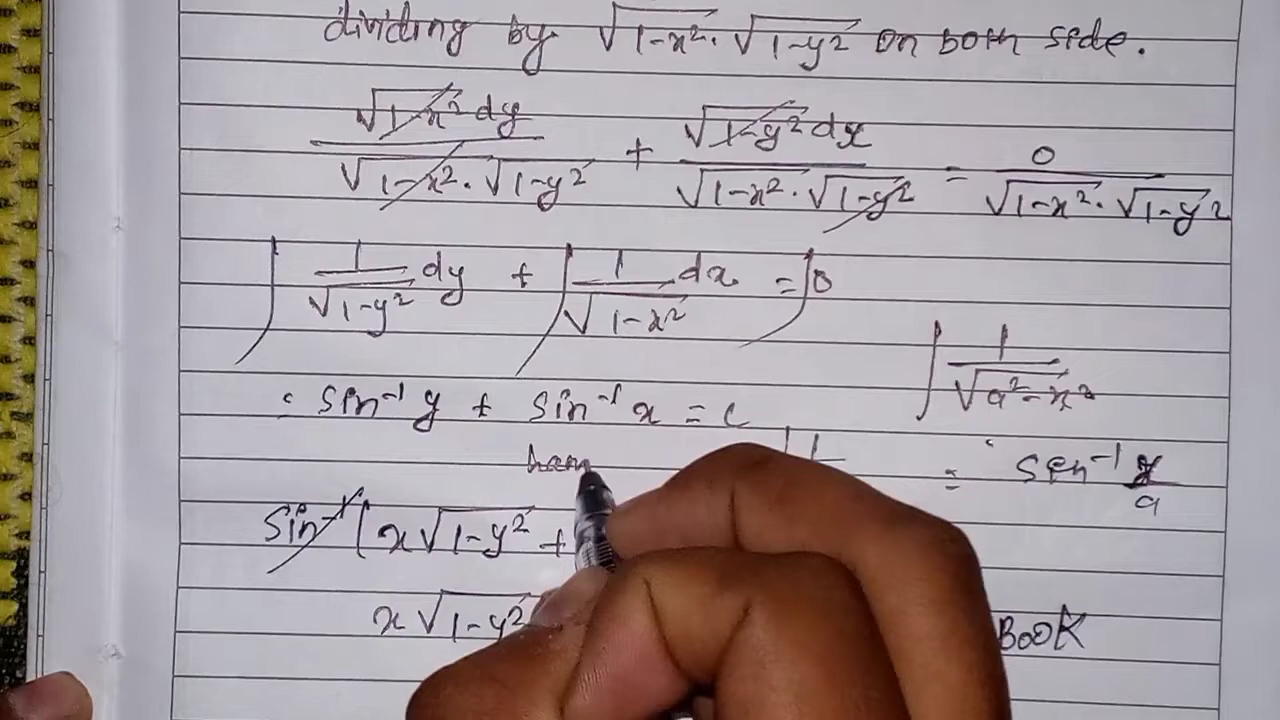 dividing by √1-x². √1-y² on both side.
√1-x² dy / √1-x². √1-y² + √1-y² dx / √1-x². √1-y² = 0 / √1-x². √1-y²
∫ 1/√1-y² dy + ∫ 1/√1-x² dx = ∫0
∫ 1/√a²-x²
: sin⁻¹ y + sin⁻¹ x = c
= sin⁻¹ x/a
sin⁻¹ [x√1-y² +
x√1-y²
BOOK